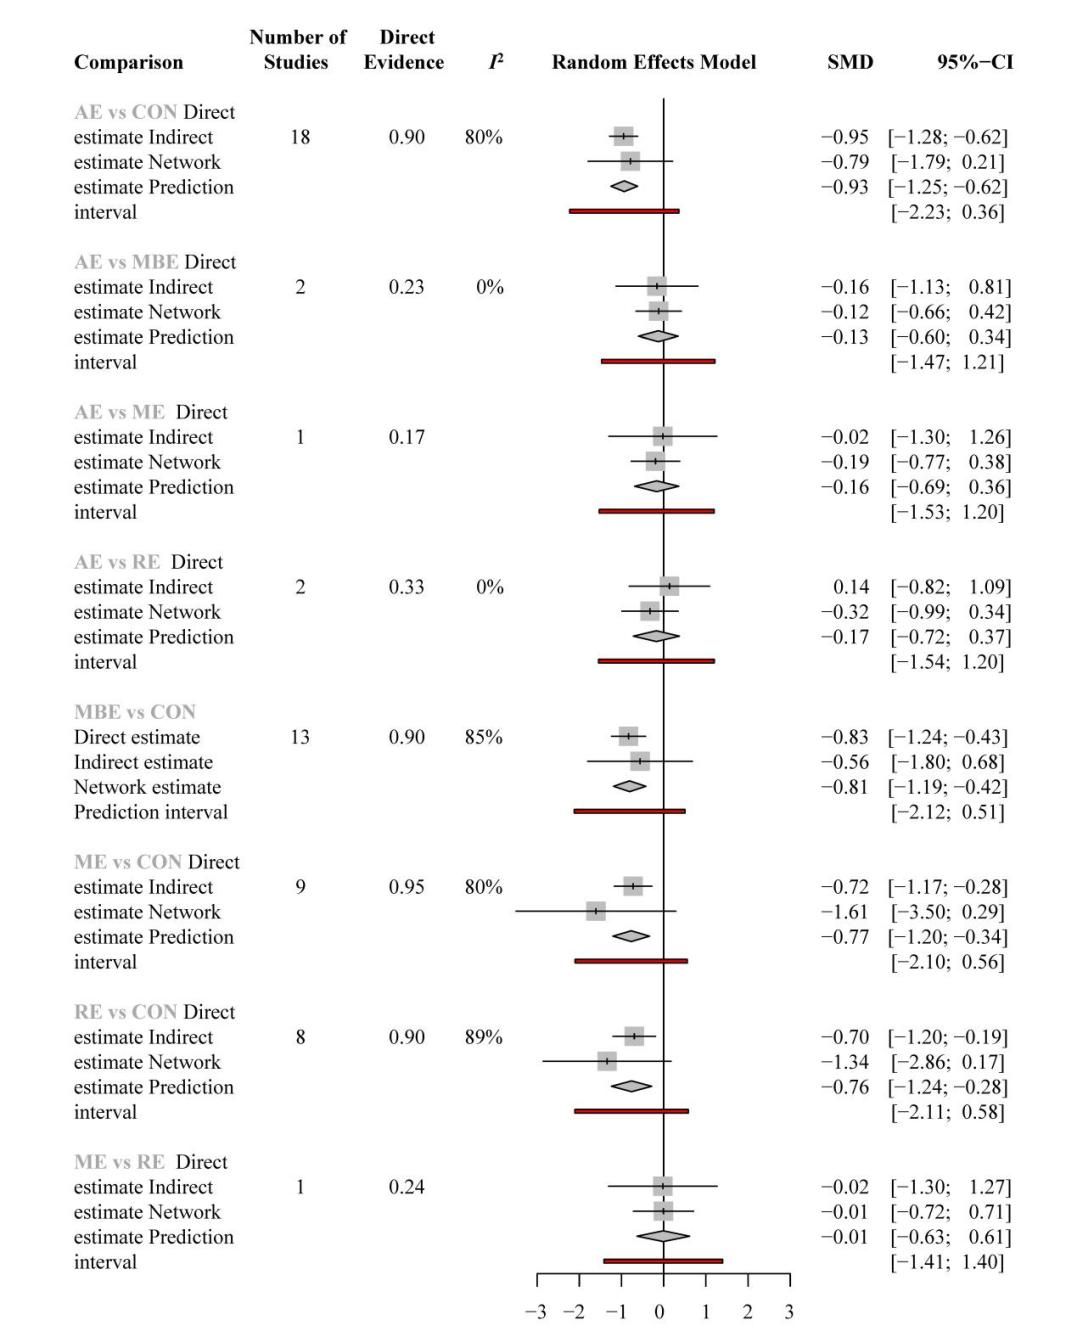 Number of Direct
Comparison Studies Evidence I² Random Effects Model SMD 95%−CI
AE vs CON Direct
estimate Indirect 18 0.90 80% −0.95 [−1.28; −0.62]
estimate Network −0.79 [−1.79; 0.21]
estimate Prediction −0.93 [−1.25; −0.62]
interval [−2.23; 0.36]
AE vs MBE Direct
estimate Indirect 2 0.23 0% −0.16 [−1.13; 0.81]
estimate Network −0.12 [−0.66; 0.42]
estimate Prediction −0.13 [−0.60; 0.34]
interval [−1.47; 1.21]
AE vs ME Direct
estimate Indirect 1 0.17 −0.02 [−1.30; 1.26]
estimate Network −0.19 [−0.77; 0.38]
estimate Prediction −0.16 [−0.69; 0.36]
interval [−1.53; 1.20]
AE vs RE Direct
estimate Indirect 2 0.33 0% 0.14 [−0.82; 1.09]
estimate Network −0.32 [−0.99; 0.34]
estimate Prediction −0.17 [−0.72; 0.37]
interval [−1.54; 1.20]
MBE vs CON
Direct estimate 13 0.90 85% −0.83 [−1.24; −0.43]
Indirect estimate −0.56 [−1.80; 0.68]
Network estimate −0.81 [−1.19; −0.42]
Prediction interval [−2.12; 0.51]
ME vs CON Direct
estimate Indirect 9 0.95 80% −0.72 [−1.17; −0.28]
estimate Network −1.61 [−3.50; 0.29]
estimate Prediction −0.77 [−1.20; −0.34]
interval [−2.10; 0.56]
RE vs CON Direct
estimate Indirect 8 0.90 89% −0.70 [−1.20; −0.19]
estimate Network −1.34 [−2.86; 0.17]
estimate Prediction −0.76 [−1.24; −0.28]
interval [−2.11; 0.58]
ME vs RE Direct
estimate Indirect 1 0.24 −0.02 [−1.30; 1.27]
estimate Network −0.01 [−0.72; 0.71]
estimate Prediction −0.01 [−0.63; 0.61]
interval [−1.41; 1.40]
−3 −2 −1 0 1 2 3